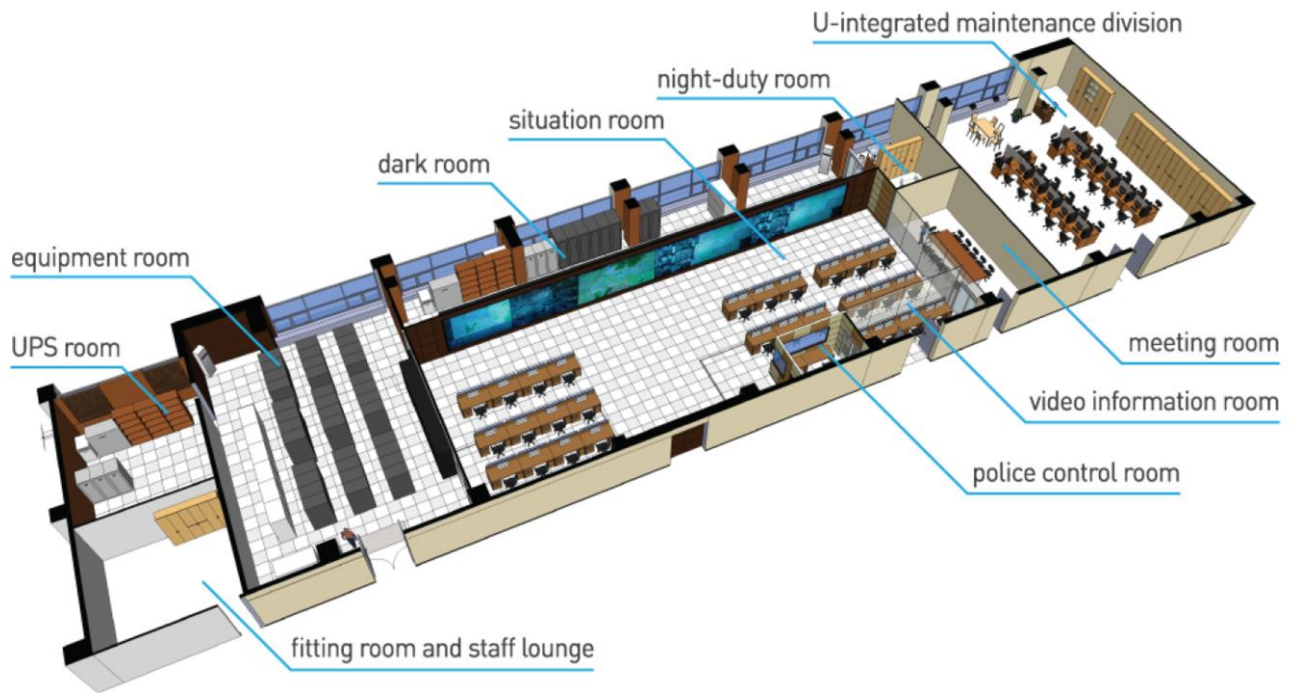 U-integrated maintenance division
night-duty room
situation room
dark room
equipment room
UPS room
meeting room
video information room
police control room
fitting room and staff lounge